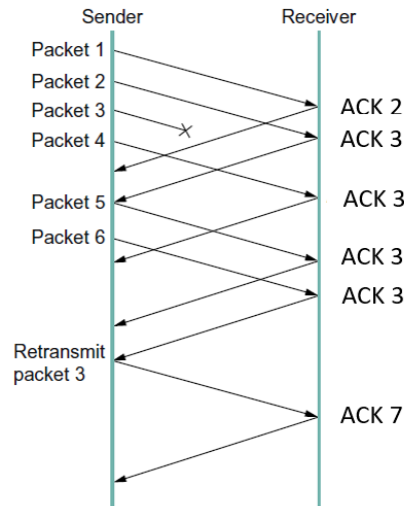 Sender
Receiver
Packet 1
Packet 2
Packet 3
Packet 4
Packet 5
Packet 6
Retransmit
packet 3
ACK 2
ACK 3
ACK 3
ACK 3
ACK 3
ACK 7